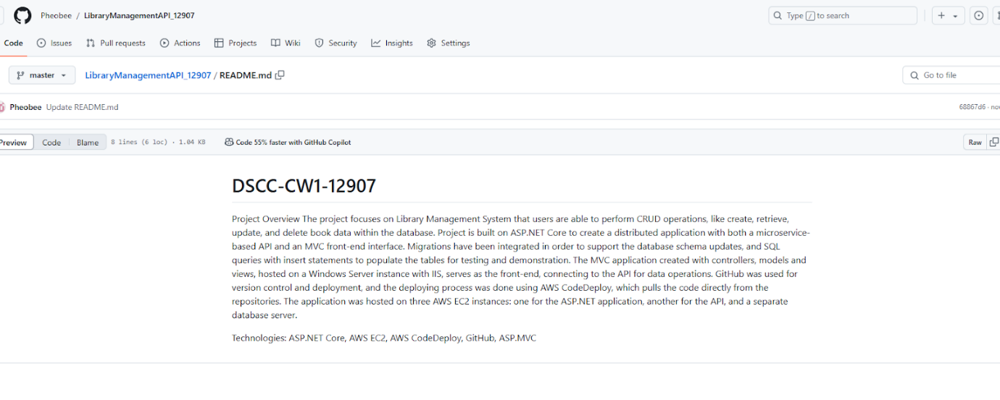 Pheobee / LibraryManagementAPI_12907
Type / to search
Code Issues Pull requests Actions Projects Wiki Security Insights Settings
master LibraryManagementAPI_12907 / README.md
Go to file
Pheobee Update README.md
68867d6 · now
Preview Code Blame 8 lines (6 loc) · 1.04 KB Code 55% faster with GitHub Copilot
Raw
DSCC-CW1-12907
Project Overview The project focuses on Library Management System that users are able to perform CRUD operations, like create, retrieve,
update, and delete book data within the database. Project is built on ASP.NET Core to create a distributed application with both a microservice-
based API and an MVC front-end interface. Migrations have been integrated in order to support the database schema updates, and SQL
queries with insert statements to populate the tables for testing and demonstration. The MVC application created with controllers, models and
views, hosted on a Windows Server instance with IIS, serves as the front-end, connecting to the API for data operations. GitHub was used for
version control and deployment, and the deploying process was done using AWS CodeDeploy, which pulls the code directly from the
repositories. The application was hosted on three AWS EC2 instances: one for the ASP.NET application, another for the API, and a separate
database server.
Technologies: ASP.NET Core, AWS EC2, AWS CodeDeploy, GitHub, ASP.MVC